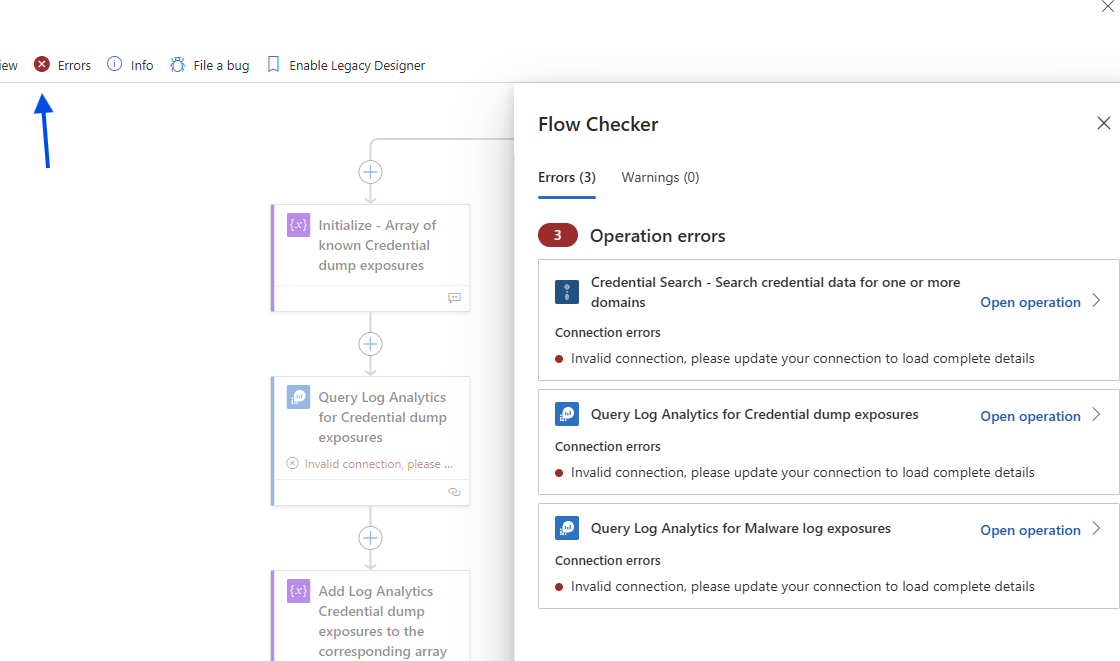 iew
Errors
Info
File a bug
Enable Legacy Designer
{x}
Initialize - Array of
known Credential
dump exposures
Query Log Analytics
for Credential dump
exposures
Invalid connection, please ...
{x}
Add Log Analytics
Credential dump
exposures to the
corresponding array
Flow Checker
Errors (3)
Warnings (0)
3
Operation errors
Credential Search - Search credential data for one or more
domains
Open operation
Connection errors
Invalid connection, please update your connection to load complete details
Query Log Analytics for Credential dump exposures
Open operation
Connection errors
Invalid connection, please update your connection to load complete details
Query Log Analytics for Malware log exposures
Open operation
Connection errors
Invalid connection, please update your connection to load complete details